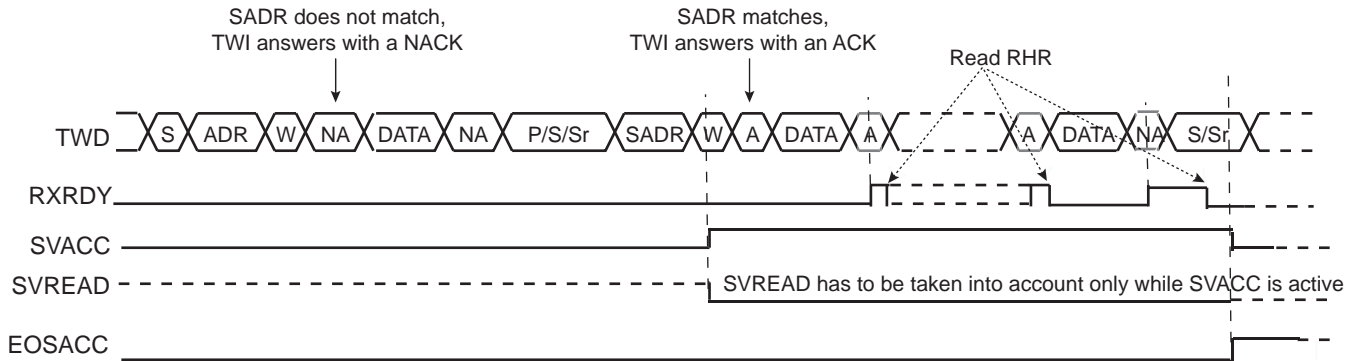 SADR does not match,
TWI answers with a NACK
SADR matches,
TWI answers with an ACK
Read RHR
TWD S ADR W NA DATA NA P/S/Sr SADR W A DATA A A DATA NA S/Sr
RXRDY
SVACC
SVREAD SVREAD has to be taken into account only while SVACC is active
EOSACC